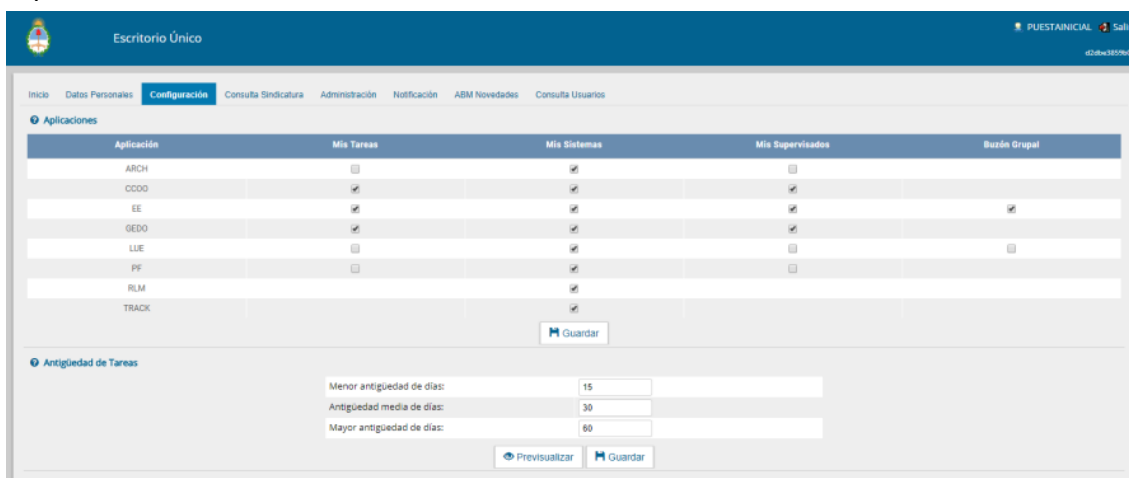 Escritorio Único
PUESTAINICIAL Sali
Inicio Datos Personales Configuración Consulta Sindicatura Administración Notificación ABM Novedades Consulta Usuarios
Aplicaciones
Aplicación Mis Tareas Mis Sistemas Mis Supervisados Buzón Grupal
ARCH
CCOO
EE
GEDO
LUE
PF
RLM
TRACK
Guardar
Antigüedad de Tareas
Menor antigüedad de días: 15
Antigüedad media de días: 30
Mayor antigüedad de días: 60
Previsualizar Guardar